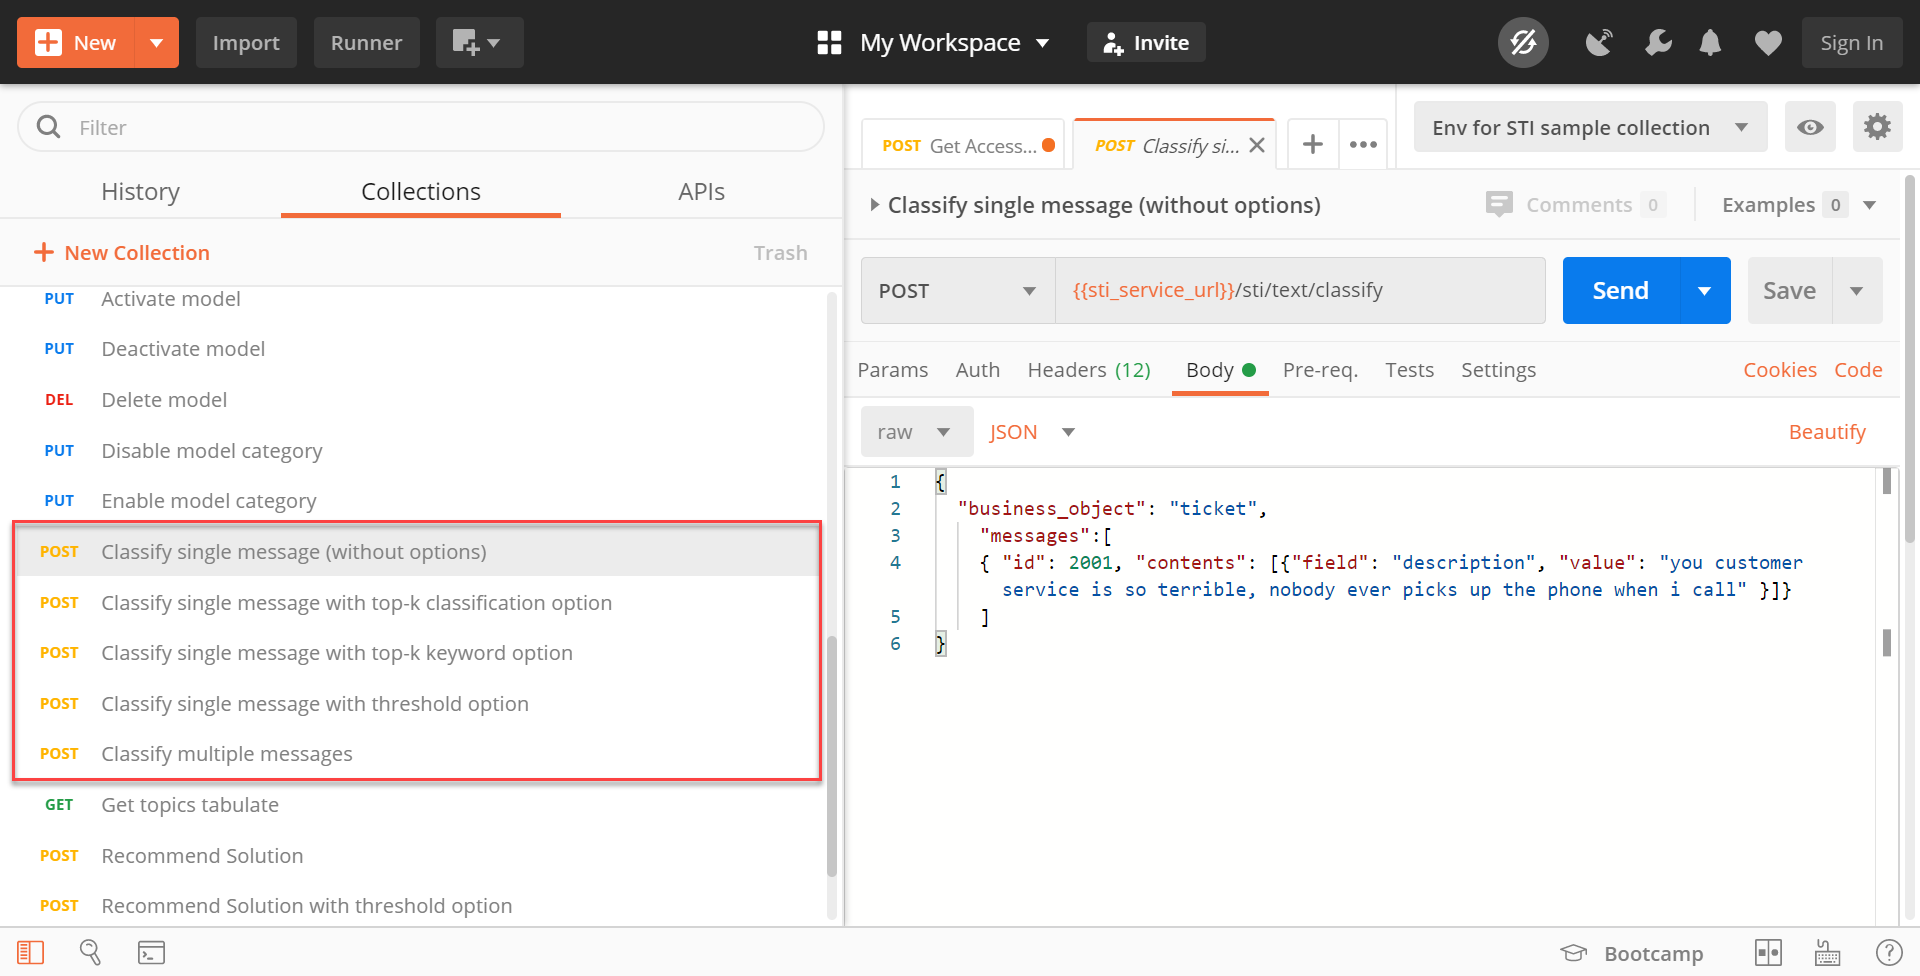 New
Import
Runner
My Workspace
Invite
Sign In
Filter
History
Collections
APIs
New Collection
Trash
PUT Activate model
PUT Deactivate model
DEL Delete model
PUT Disable model category
PUT Enable model category
POST Classify single message (without options)
POST Classify single message with top-k classification option
POST Classify single message with top-k keyword option
POST Classify single message with threshold option
POST Classify multiple messages
GET Get topics tabulate
POST Recommend Solution
POST Recommend Solution with threshold option
POST Get Access...
POST Classify si...
Env for STI sample collection
Classify single message (without options)
Comments 0
Examples 0
POST
{{sti_service_url}}/sti/text/classify
Send
Save
Params
Auth
Headers (12)
Body
Pre-req.
Tests
Settings
Cookies
Code
raw
JSON
Beautify
1 {
2 "business_object": "ticket",
3 "messages":[
4 { "id": 2001, "contents": [{"field": "description", "value": "you customer
service is so terrible, nobody ever picks up the phone when i call" }]}
5 ]
6 }
Bootcamp